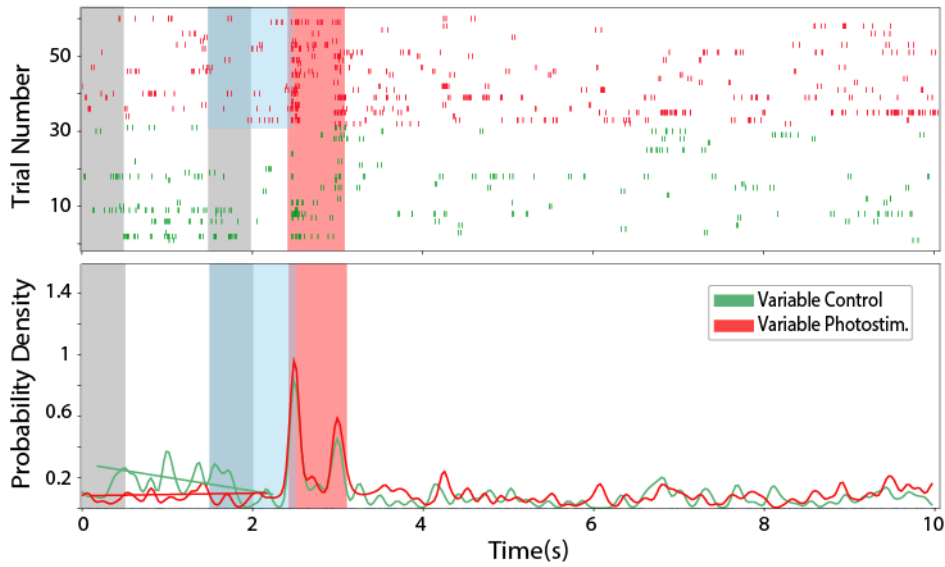 Trial Number
50
30
10
Probability Density
1.4
1
0.6
0.2
Variable Control
Variable Photostim.
0
2
4
6
8
10
Time(s)